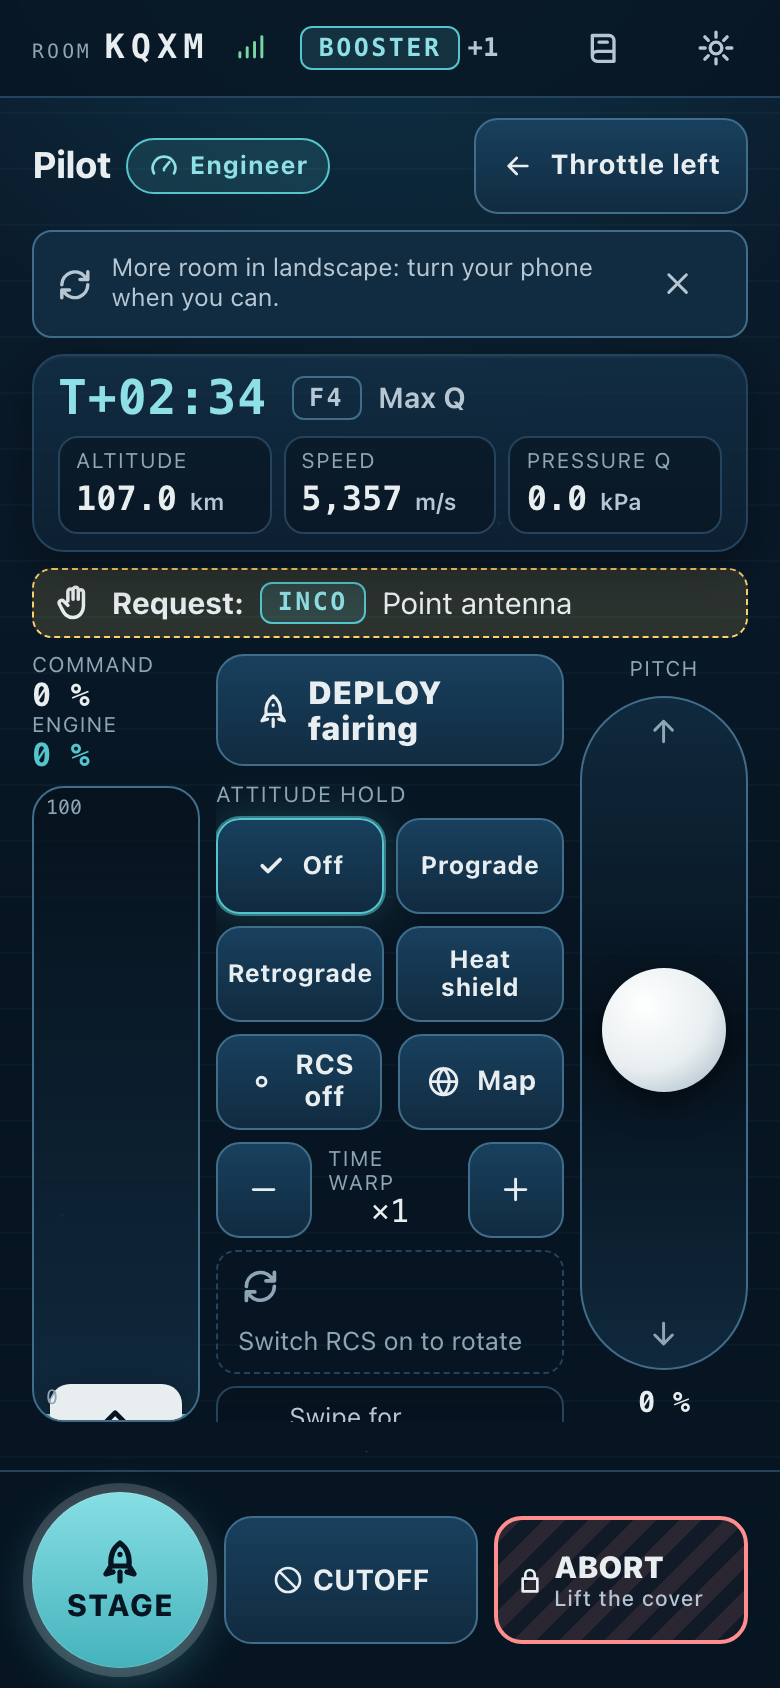 ROOM KQXM BOOSTER +1
Pilot Engineer Throttle left
More room in landscape: turn your phone
when you can.
T+02:34 F4 Max Q
ALTITUDE SPEED PRESSURE Q
107.0 km 5,357 m/s 0.0 kPa
Request: INCO Point antenna
COMMAND
0 %
ENGINE
0 %
100
0
DEPLOY
fairing
ATTITUDE HOLD
Off Prograde
Retrograde Heat
shield
RCS
off
Map
TIME
WARP
×1
Switch RCS on to rotate
Swipe for
PITCH
0 %
STAGE
CUTOFF
ABORT
Lift the cover